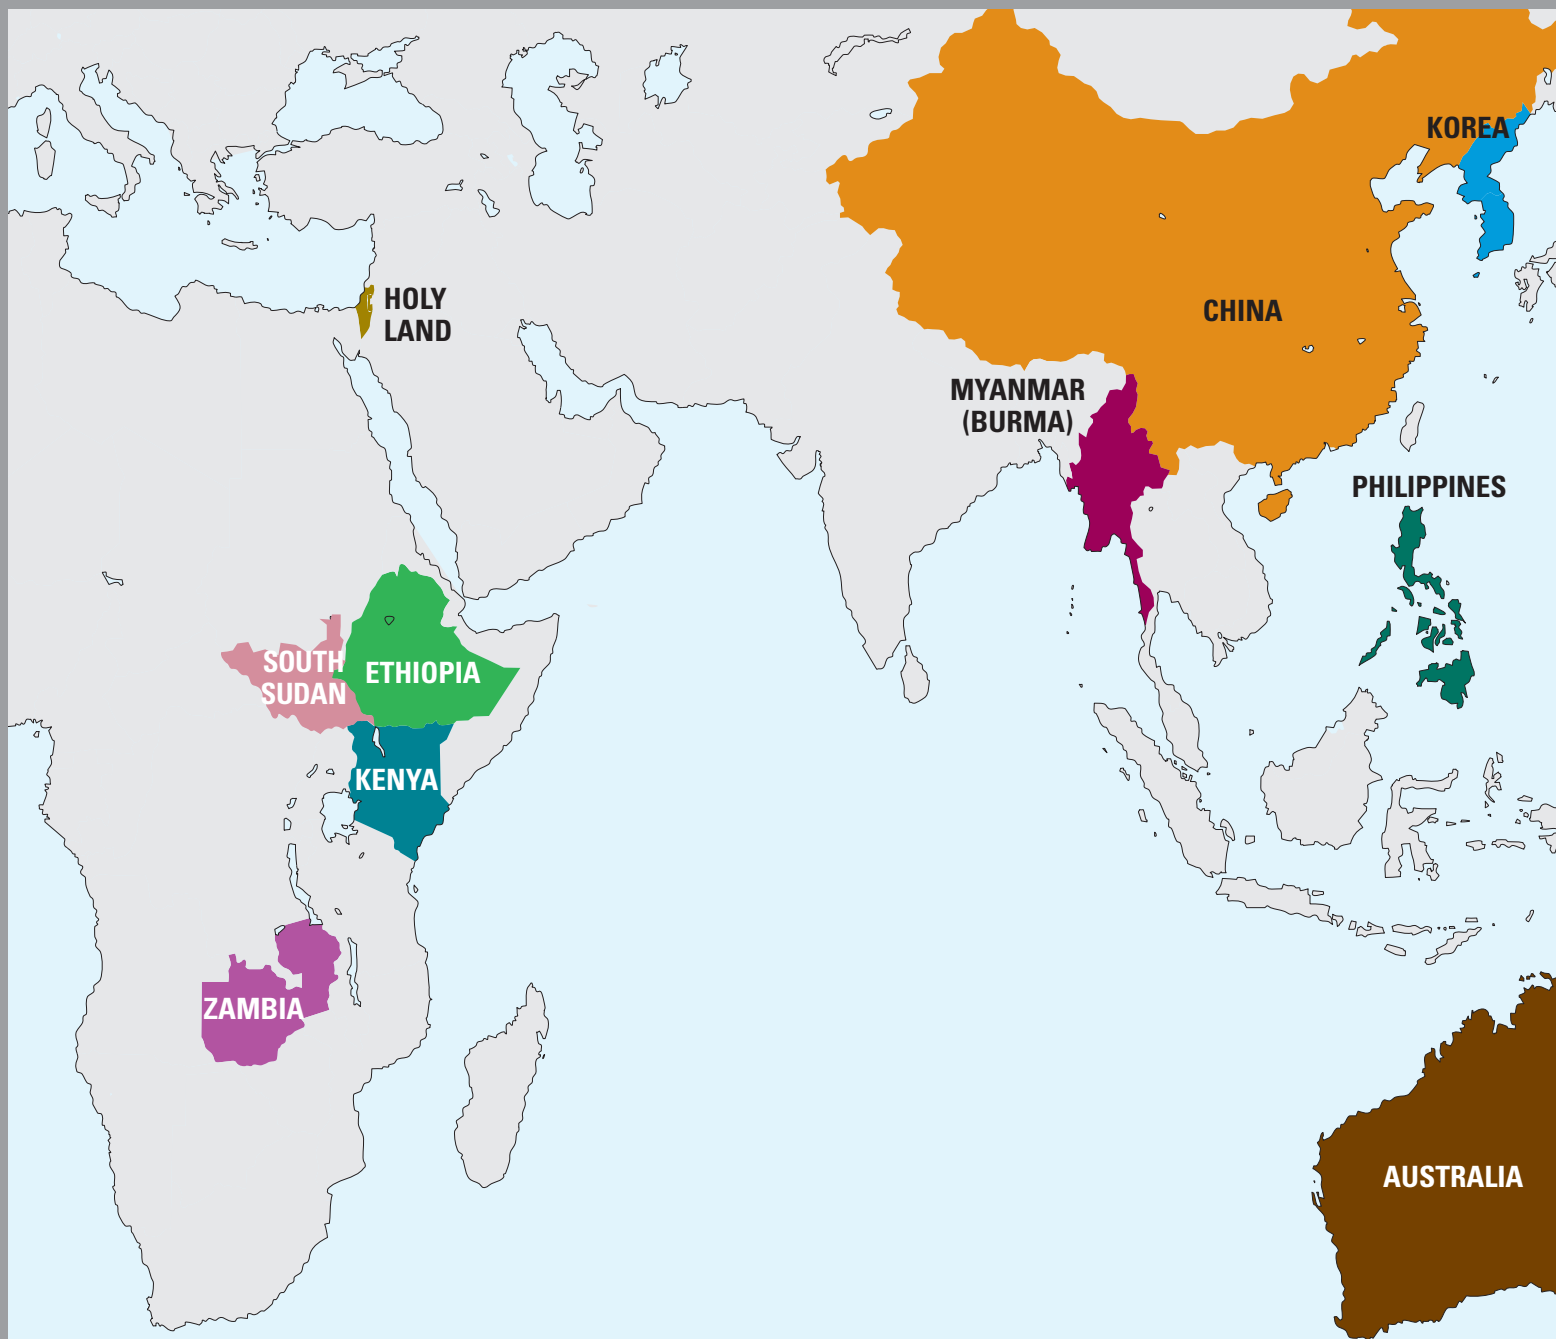 KOREA
HOLY
LAND
CHINA
MYANMAR
(BURMA)
PHILIPPINES
SOUTH
SUDAN
ETHIOPIA
KENYA
ZAMBIA
AUSTRALIA